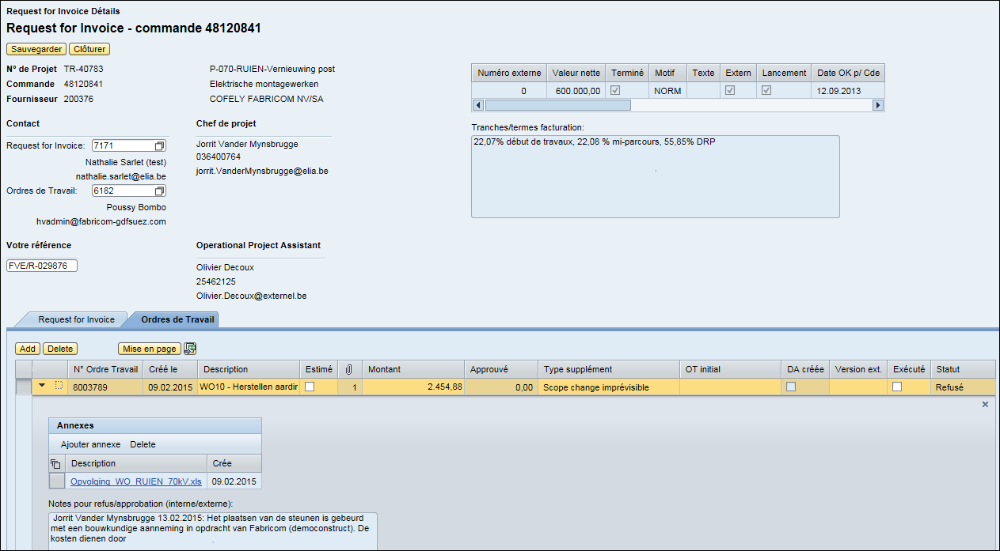 Request for Invoice Détails
Request for Invoice - commande 48120841
Sauvegarder Clôturer
N° de Projet TR-40783 P-070-RUIEN-Vernieuwing post
Commande 48120841 Elektrische montagewerken
Fournisseur 200376 COFELY FABRICOM NV/SA
Numéro externe Valeur nette Terminé Motif Texte Extern Lancement Date OK p/ Cde
0 600.000,00 NORM 12.09.2013
Contact Chef de projet
Request for Invoice: 7171 Jorrit Vander Mynsbrugge
036400764
Nathalie Sarlet (test)
nathalie.sarlet@elia.be jorrit.VanderMynsbrugge@elia.be
Ordres de Travail: 6182
Poussy Bombo
hvadmin@fabricom-gdfsuez.com
Tranches/termes facturation:
22,07% début de travaux, 22,08 % mi-parcours, 55,85% DRP
Votre référence Operational Project Assistant
FVE/R-029876 Olivier Decoux
25462125
Olivier.Decoux@externel.be
Request for Invoice Ordres de Travail
Add Delete Mise en page
N° Ordre Travail Créé le Description Estimé Montant Approuvé Type supplément OT initial DA créée Version ext. Exécuté Statut
8003789 09.02.2015 WO10 - Herstellen aardir 1 2.454,88 0,00 Scope change imprévisible Refusé
Annexes
Ajouter annexe Delete
Description Crée
Opvolging_WO_RUIEN_70kV.xls 09.02.2015
Notes pour refus/approbation (interne/externe):
Jorrit Vander Mynsbrugge 13.02.2015: Het plaatsen van de steunen is gebeurd
met een bouwkundige aanneming in opdracht van Fabricom (democonstruct). De
kosten dienen door